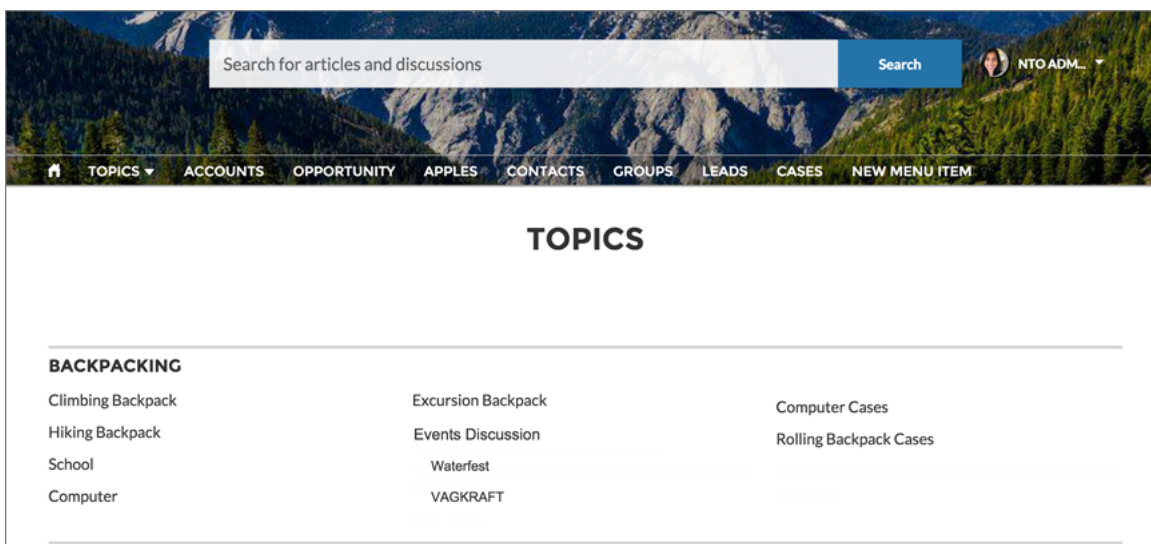 Search for articles and discussions
Search
NTO ADM...
TOPICS
ACCOUNTS
OPPORTUNITY
APPLES
CONTACTS
GROUPS
LEADS
CASES
NEW MENU ITEM
TOPICS
BACKPACKING
Climbing Backpack
Hiking Backpack
School
Computer
Excursion Backpack
Events Discussion
Waterfest
VAGKRAFT
Computer Cases
Rolling Backpack Cases